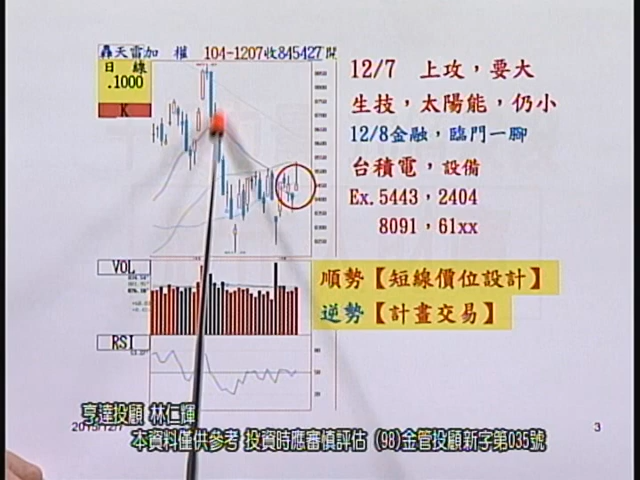 轟天雷加 權 104-1207收845427開
日 線
.1000
K
12/7 上攻，要大
生技，太陽能，仍小
12/8金融，臨門一腳
台積電，設備
Ex.5443，2404
8091，61xx
VOL
順勢【短線價位設計】
逆勢【計畫交易】
RSI
亨達投顧 林仁輝
2015/12/7
3
本資料僅供參考 投資時應審慎評估 (98)金管投顧新字第035號